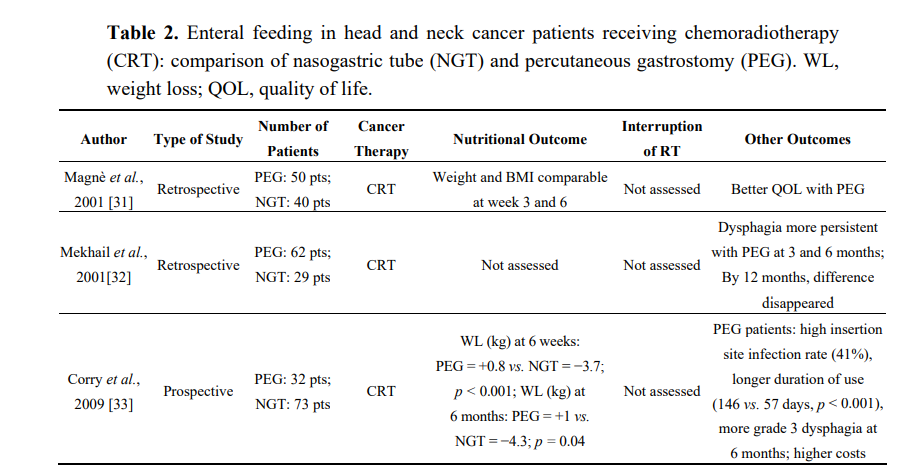 Table 2. Enteral feeding in head and neck cancer patients receiving chemoradiotherapy
(CRT): comparison of nasogastric tube (NGT) and percutaneous gastrostomy (PEG). WL,
weight loss; QOL, quality of life.
Author Type of Study Number of Patients Cancer Therapy Nutritional Outcome Interruption of RT Other Outcomes
Magnè et al.,
2001 [31]
Retrospective
PEG: 50 pts;
NGT: 40 pts
CRT
Weight and BMI comparable
at week 3 and 6
Not assessed
Better QOL with PEG
Mekhail et al.,
2001[32]
Retrospective
PEG: 62 pts;
NGT: 29 pts
CRT
Not assessed
Not assessed
Dysphagia more persistent
with PEG at 3 and 6 months;
By 12 months, difference
disappeared
Corry et al.,
2009 [33]
Prospective
PEG: 32 pts;
NGT: 73 pts
CRT
WL (kg) at 6 weeks:
PEG = +0.8 vs. NGT = −3.7;
p < 0.001; WL (kg) at
6 months: PEG = +1 vs.
NGT = −4.3; p = 0.04
Not assessed
PEG patients: high insertion
site infection rate (41%),
longer duration of use
(146 vs. 57 days, p < 0.001),
more grade 3 dysphagia at
6 months; higher costs